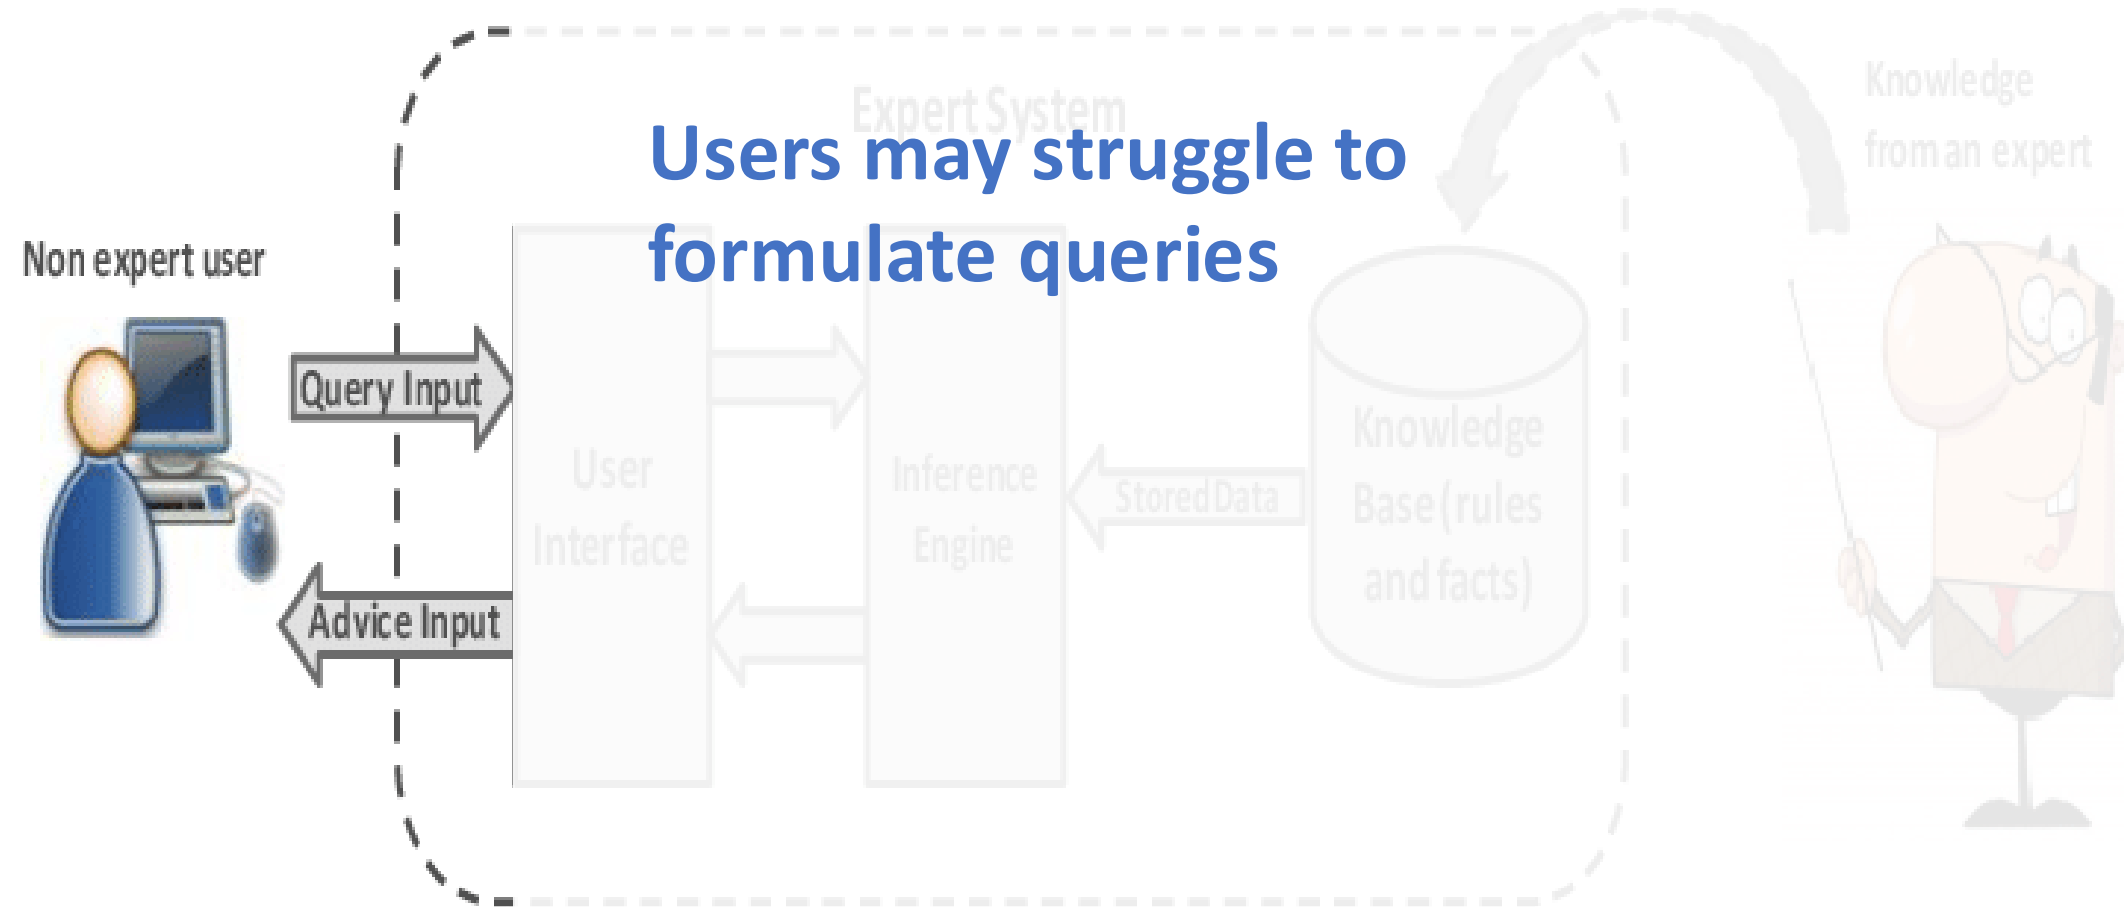 Expert System
Users may struggle to
formulate queries
Knowledge
from an expert
Non expert user
Query Input
Advice Input
User
Interface
Inference
Engine
Stored Data
Knowledge
Base (rules
and facts)